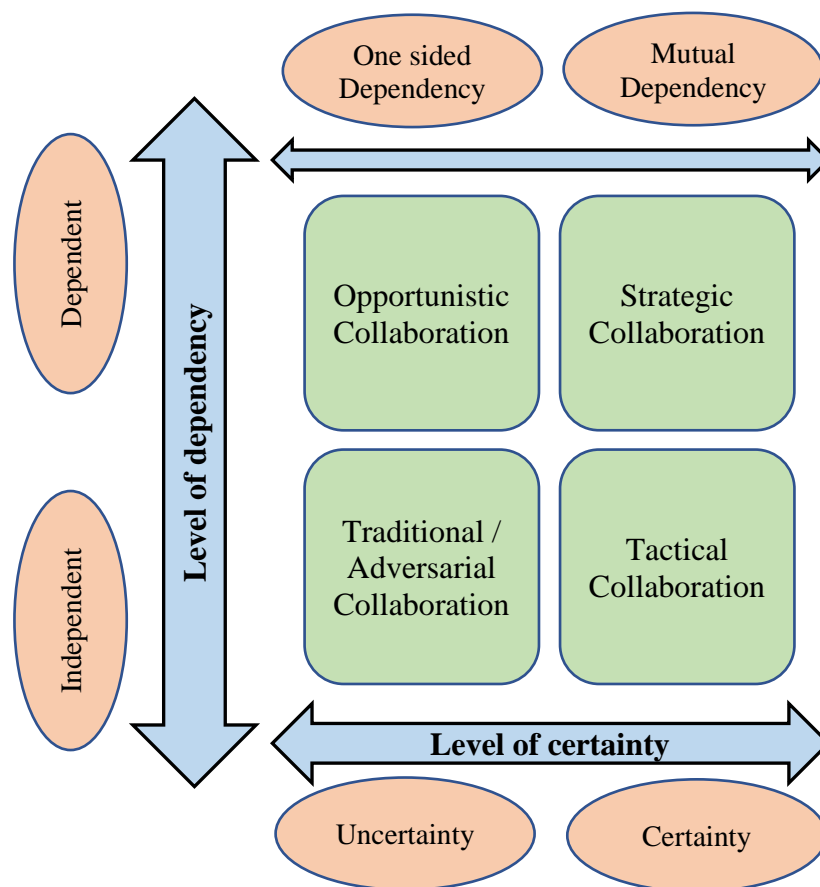 One sided
Dependency
Mutual
Dependency
Dependent
Level of dependency
Independent
Opportunistic
Collaboration
Strategic
Collaboration
Traditional /
Adversarial
Collaboration
Tactical
Collaboration
Level of certainty
Uncertainty
Certainty